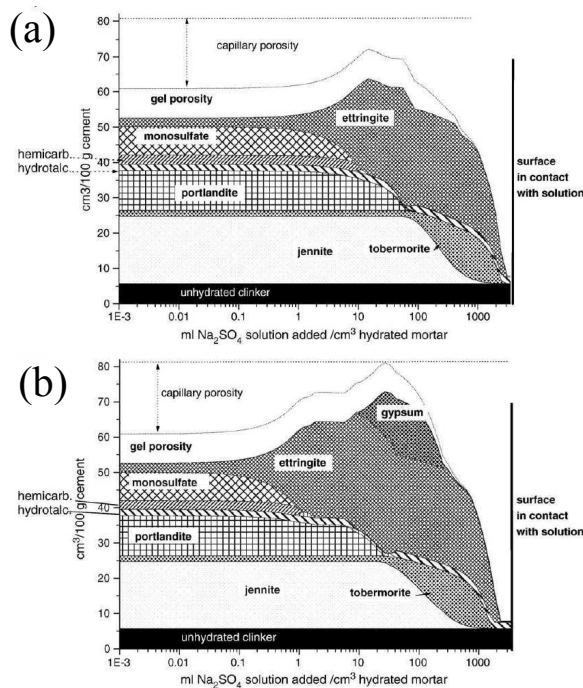 (a)
80
70
60
50
40
30
20
10
0
cm3/100 g cement
capillary porosity
gel porosity
ettringite
monosulfate
hemicarb.
hydrotalc.
portlandite
surface
in contact
with solution
tobermorite
jennite
unhydrated clinker
1E-3 0.01 0.1 1 10 100 1000
ml Na₂SO₄ solution added /cm³ hydrated mortar
(b)
80
70
60
50
40
30
20
10
0
cm³/100 g/cement
capillary porosity
gypsum
gel porosity
ettringite
monosulfate
hemicarb.
hydrotalc.
portlandite
surface
in contact
with solution
tobermorite
jennite
unhydrated clinker
1E-3 0.01 0.1 1 10 100 1000
ml Na₂SO₄ solution added /cm³ hydrated mortar